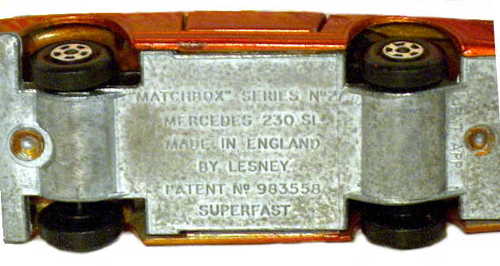 MATCHBOX" SERIES Nº27
MERCEDES 230 SL
MADE IN ENGLAND
BY LESNEY
PATENT Nº 983558
SUPERFAST